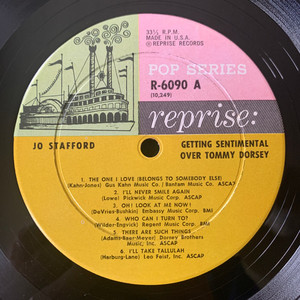 33⅓ R.P.M.
MADE IN U.S.A.
Ⓟ REPRISE RECORDS
POP SERIES
R-6090 A
(10,249)
reprise:
JO STAFFORD
GETTING SENTIMENTAL
OVER TOMMY DORSEY
1. THE ONE I LOVE (BELONGS TO SOMEBODY ELSE)
(Kahn-Jones) Gus Kahn Music Co./Bantam Music Co. ASCAP
2. I'LL NEVER SMILE AGAIN
(Lowe) Pickwick Music Corp. ASCAP
3. OH! LOOK AT ME NOW!
(DeVries-Bushkin) Embassy Music Corp. BMI
4. WHO CAN I TURN TO?
(Wilder-Engvick) Regent Music Corp. BMI
5. THERE ARE SUCH THINGS
(Adams-Baer-Meyer) Dorsey Brothers
Music, Inc. ASCAP
6. I'LL TAKE TALLULAH
(Harburg-Lane) Leo Feist, Inc. ASCAP